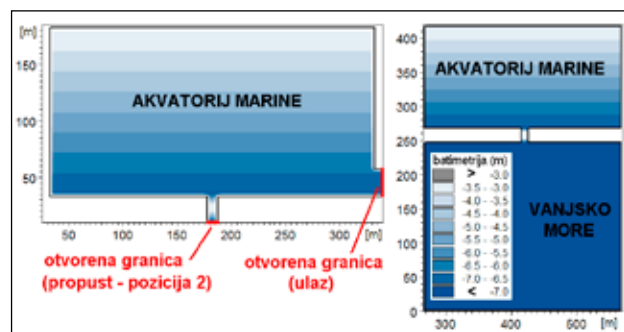 [m]
150
100
50
AKVATORIJ MARINE
50
100
150
200
250
300
[m]
otvorena granica
(propust - pozicija 2)
otvorena granica
(ulaz)
400
350
300
250
200
150
100
50
0
AKVATORIJ MARINE
batimetrija (m)
> -3.0
-3.5 - -3.0
-4.0 - -3.5
-4.5 - -4.0
-5.0 - -4.5
-5.5 - -5.0
-6.0 - -5.5
-6.5 - -6.0
-7.0 - -6.5
< -7.0
VANJSKO
MORE
300
400
500
[m]